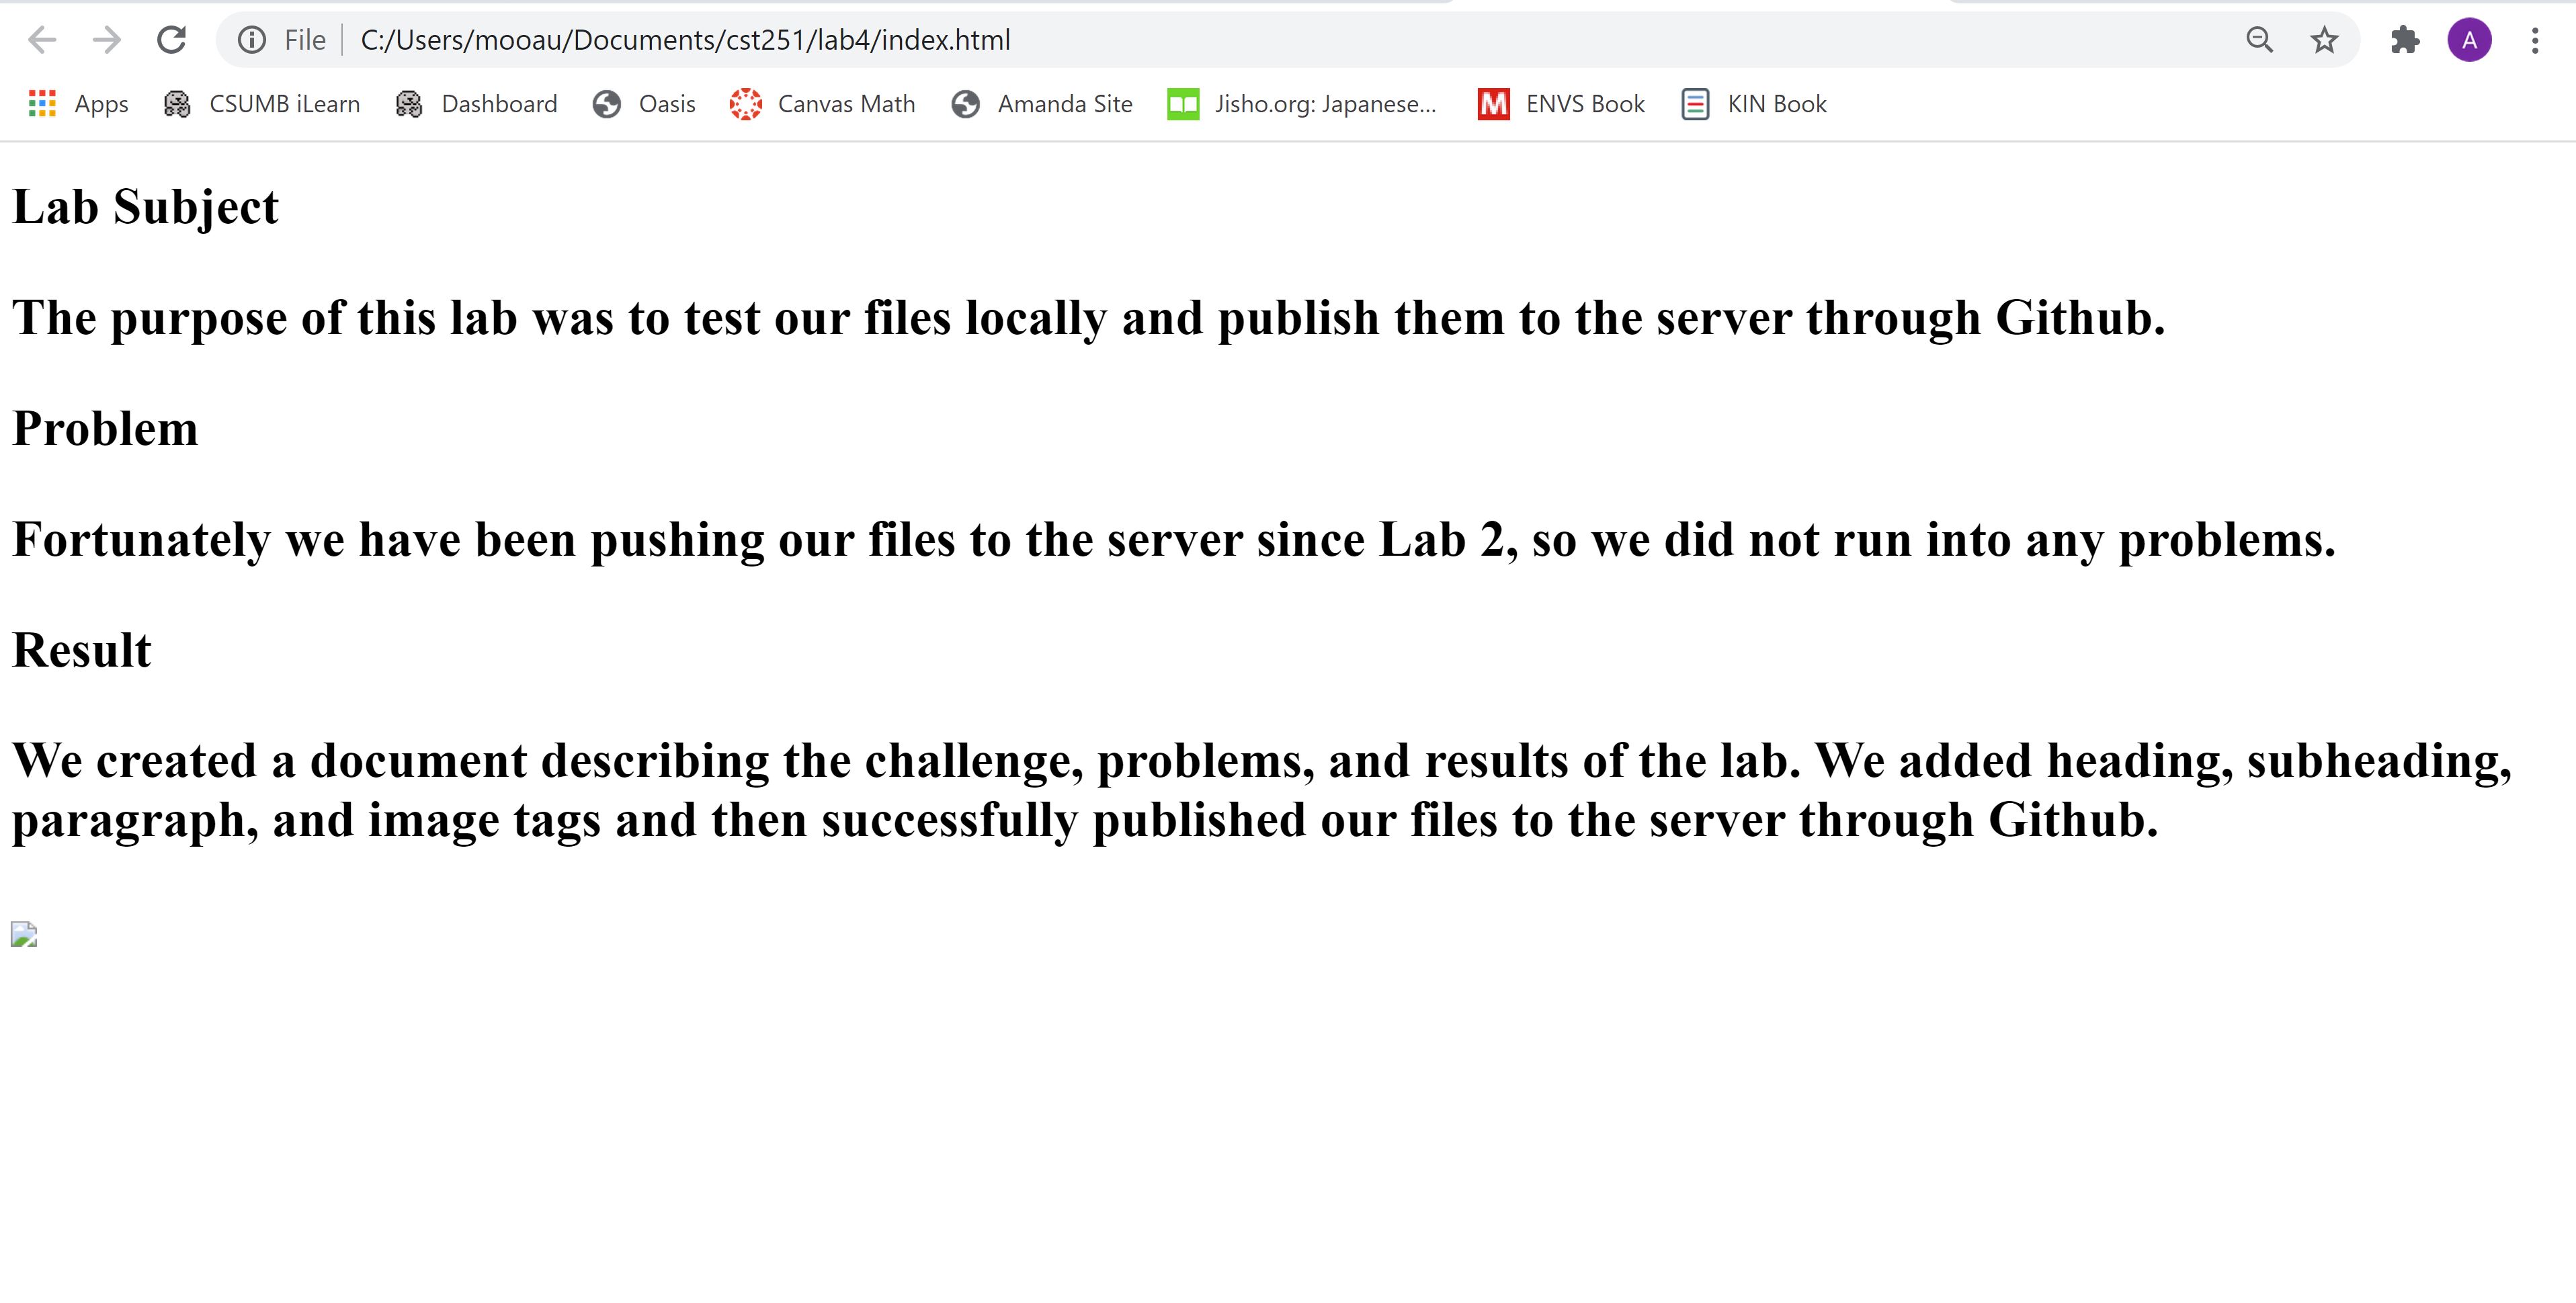 File C:/Users/mooau/Documents/cst251/lab4/index.html A
Apps CSUMB iLearn Dashboard Oasis Canvas Math Amanda Site Jisho.org: Japanese... M ENVS Book KIN Book
Lab Subject
The purpose of this lab was to test our files locally and publish them to the server through Github.
Problem
Fortunately we have been pushing our files to the server since Lab 2, so we did not run into any problems.
Result
We created a document describing the challenge, problems, and results of the lab. We added heading, subheading,
paragraph, and image tags and then successfully published our files to the server through Github.